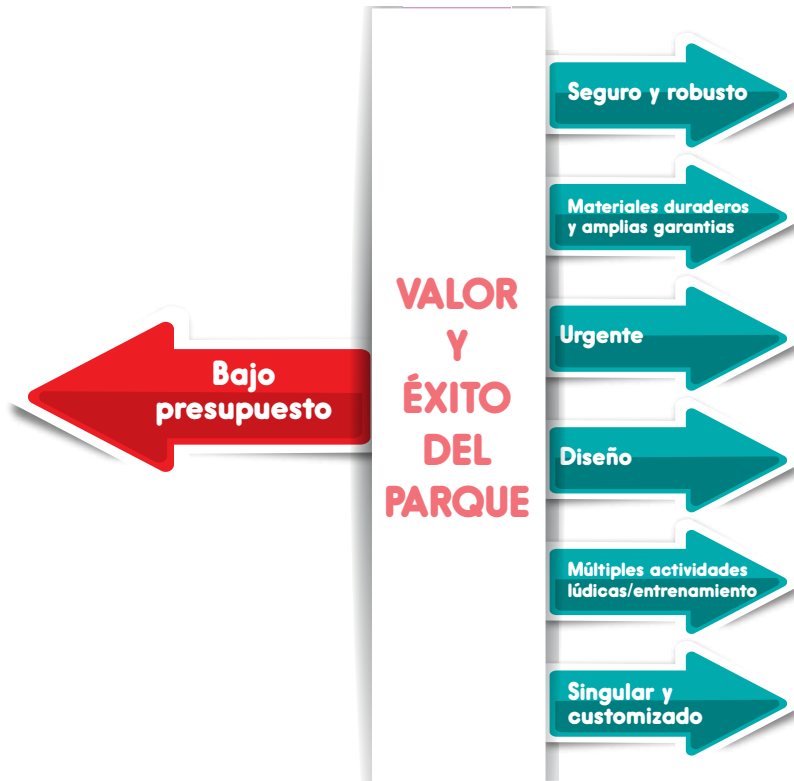 Bajo
presupuesto
VALOR
Y
ÉXITO
DEL
PARQUE
Seguro y robusto
Materiales duraderos
y amplias garantias
Urgente
Diseño
Múltiples actividades
lúdicas/entrenamiento
Singular y
customizado